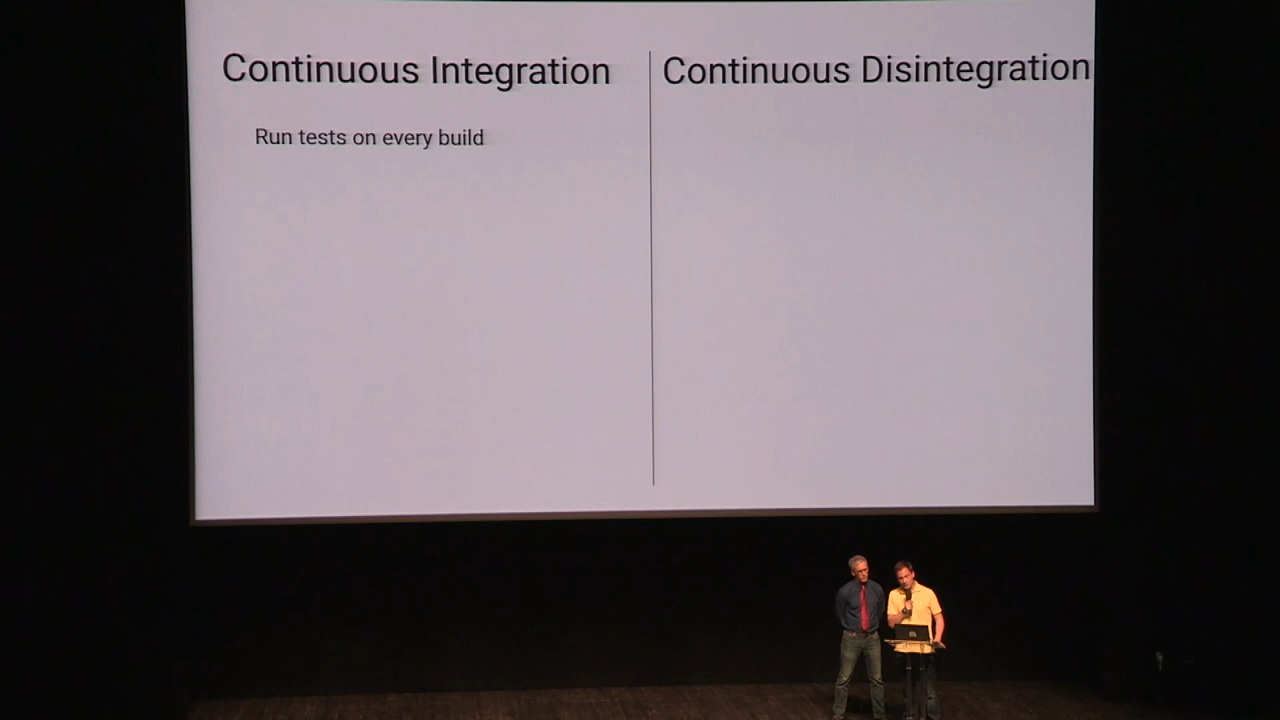 Continuous Integration
Run tests on every build
Continuous Disintegration